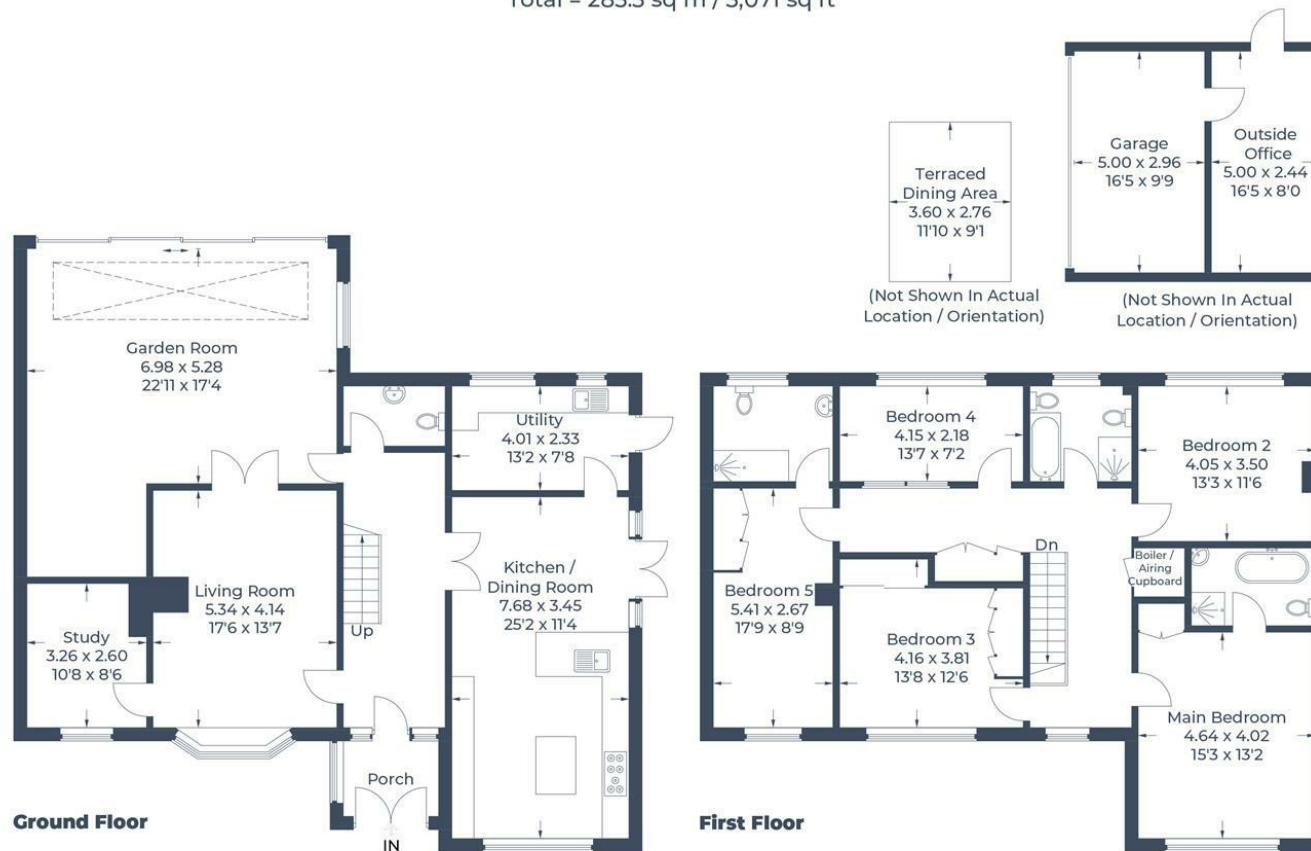 Total = 285.3 sq m / 3,071 sq ft
Garage
5.00 x 2.96
16'5 x 9'9
Outside
Office
5.00 x 2.44
16'5 x 8'0
(Not Shown In Actual
Location / Orientation)
Terraced
Dining Area
3.60 x 2.76
11'10 x 9'1
(Not Shown In Actual
Location / Orientation)
Garden Room
6.98 x 5.28
22'11 x 17'4
Utility
4.01 x 2.33
13'2 x 7'8
Kitchen /
Dining Room
7.68 x 3.45
25'2 x 11'4
Living Room
5.34 x 4.14
17'6 x 13'7
Study
3.26 x 2.60
10'8 x 8'6
Up
Porch
IN
Ground Floor
Bedroom 4
4.15 x 2.18
13'7 x 7'2
Bedroom 2
4.05 x 3.50
13'3 x 11'6
Dn
Boiler /
Airing
Cupboard
Bedroom 5
5.41 x 2.67
17'9 x 8'9
Bedroom 3
4.16 x 3.81
13'8 x 12'6
Main Bedroom
4.64 x 4.02
15'3 x 13'2
First Floor